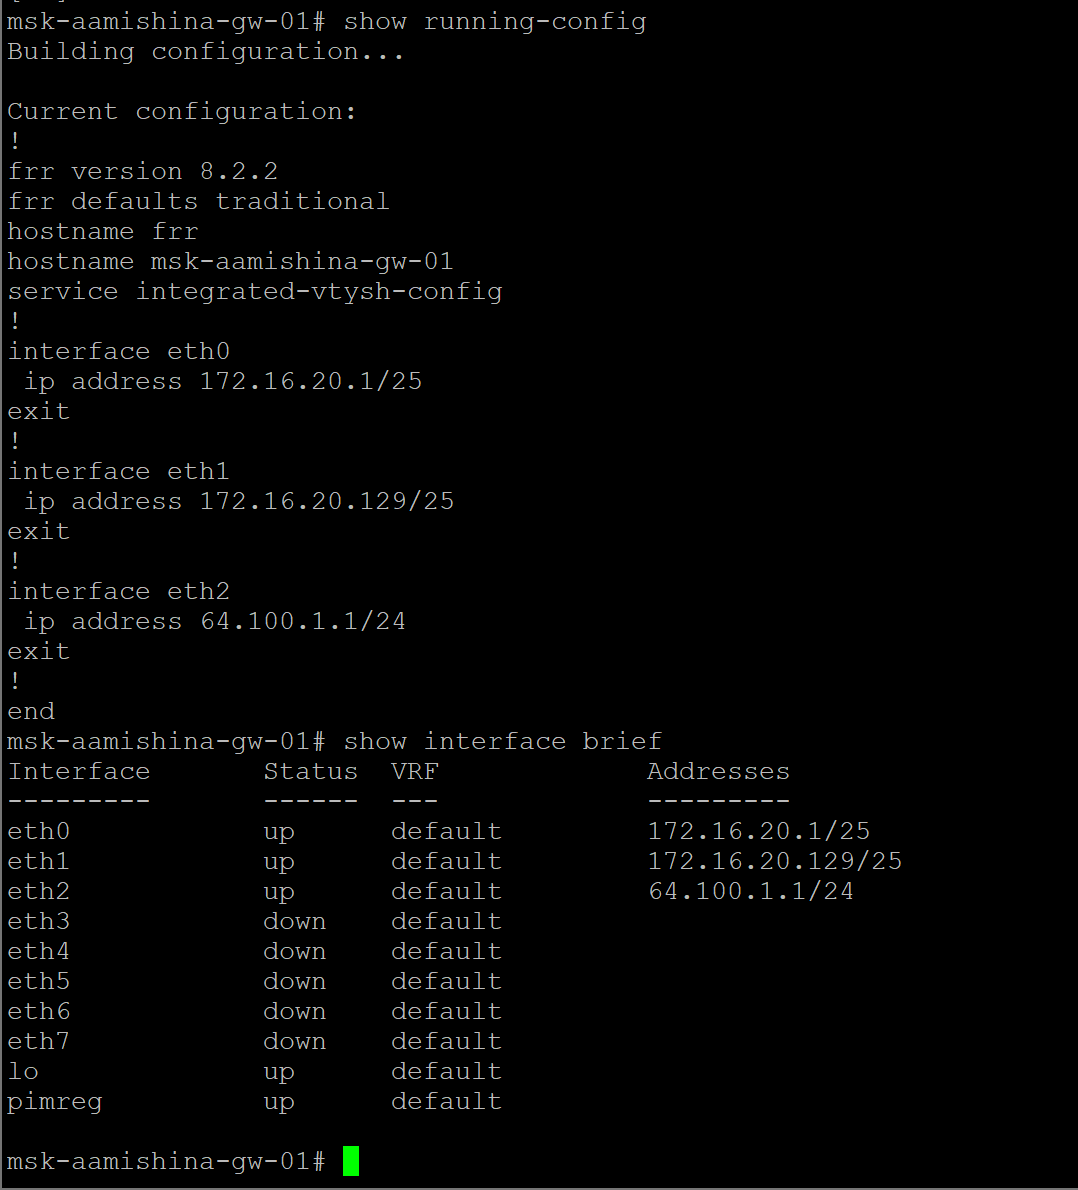 msk-aamishina-gw-01# show running-config
Building configuration...

Current configuration:
!
frr version 8.2.2
frr defaults traditional
hostname frr
hostname msk-aamishina-gw-01
service integrated-vtysh-config
!
interface eth0
 ip address 172.16.20.1/25
exit
!
interface eth1
 ip address 172.16.20.129/25
exit
!
interface eth2
 ip address 64.100.1.1/24
exit
!
end
msk-aamishina-gw-01# show interface brief
Interface       Status  VRF             Addresses
---------       ------  ---             ---------
eth0            up      default         172.16.20.1/25
eth1            up      default         172.16.20.129/25
eth2            up      default         64.100.1.1/24
eth3            down    default
eth4            down    default
eth5            down    default
eth6            down    default
eth7            down    default
lo              up      default
pimreg          up      default

msk-aamishina-gw-01#